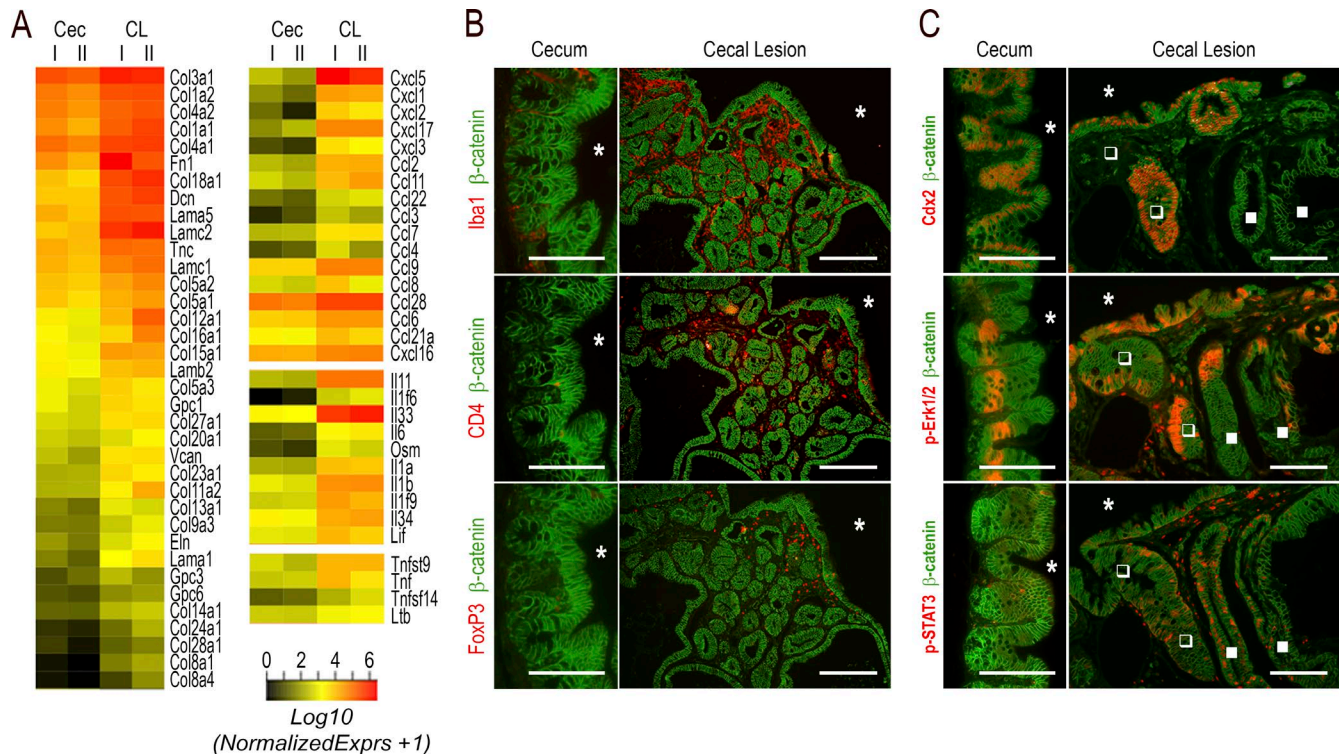 A
Cec
CL
I
II
I
II
Col3a1
Col1a2
Col4a2
Col1a1
Col4a1
Fn1
Col18a1
Dcn
Lama5
Lamc2
Tnc
Lamc1
Col5a2
Col5a1
Col12a1
Col16a1
Col15a1
Lamb2
Col5a3
Gpc1
Col27a1
Col20a1
Vcan
Col23a1
Col11a2
Col13a1
Col9a3
Eln
Lama1
Gpc3
Gpc6
Col14a1
Col24a1
Col28a1
Col8a1
Col8a4
Cec
CL
I
II
I
II
Cxcl5
Cxcl1
Cxcl2
Cxcl17
Cxcl3
Ccl2
Ccl11
Ccl22
Ccl3
Ccl7
Ccl4
Ccl9
Ccl8
Ccl28
Ccl6
Ccl21a
Cxcl16
Il11
Il1f6
Il33
Il6
Osm
Il1a
Il1b
Il1f9
Il34
Lif
Tnfsf9
Tnf
Tnfsf14
Ltb
0 2 4 6
Log10
(NormalizedExprs +1)
B
Cecum
Cecal Lesion
Iba1 β-catenin
*
*
CD4 β-catenin
*
*
FoxP3 β-catenin
*
*
C
Cecum
Cecal Lesion
Cdx2 β-catenin
*
*
p-Erk1/2 β-catenin
*
*
p-STAT3 β-catenin
*
*